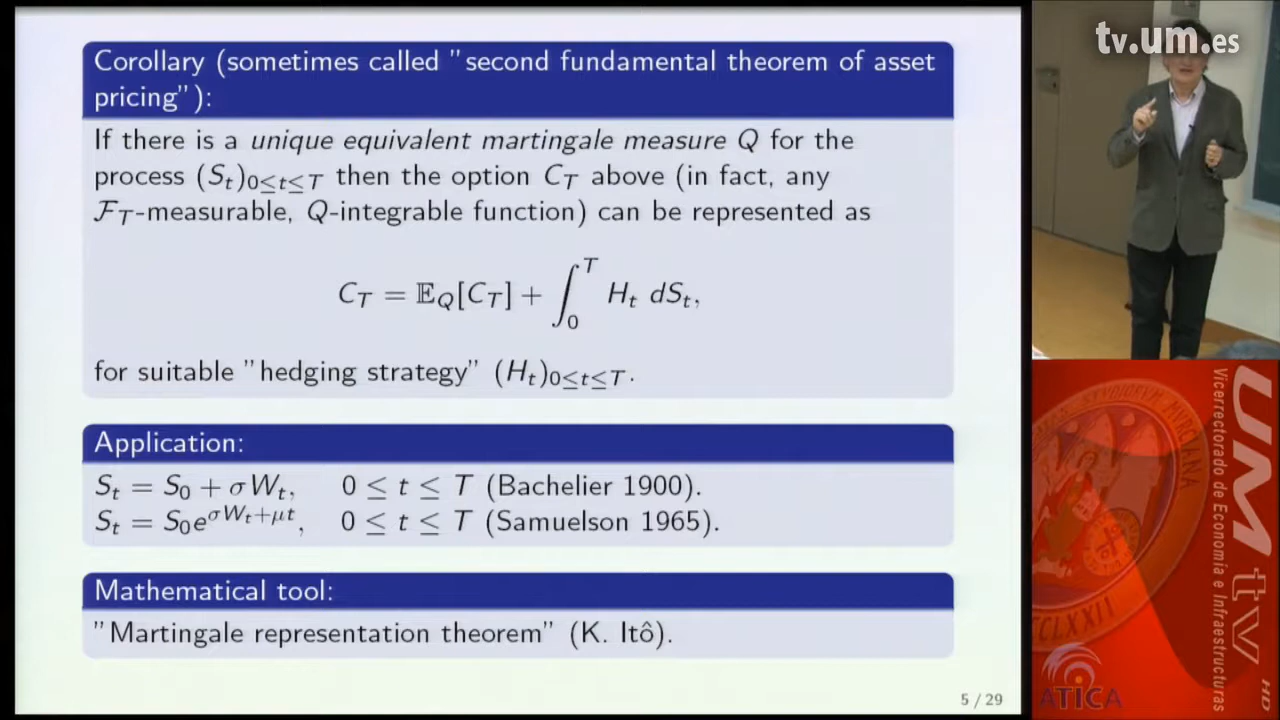 Corollary (sometimes called "second fundamental theorem of asset
pricing"):
If there is a unique equivalent martingale measure Q for the
process (S_t)_{0≤t≤T} then the option C_T above (in fact, any
F_T-measurable, Q-integrable function) can be represented as
C_T = 𝔼_Q[C_T] + ∫_0^T H_t dS_t,
for suitable "hedging strategy" (H_t)_{0≤t≤T}.
Application:
S_t = S_0 + σW_t, 0 ≤ t ≤ T (Bachelier 1900).
S_t = S_0e^{σW_t+μt}, 0 ≤ t ≤ T (Samuelson 1965).
Mathematical tool:
"Martingale representation theorem" (K. Itô).
5 / 29
tv.um.es
UM tv
HD
Vicerrectorado de Economía e Infraestructuras
ATICA